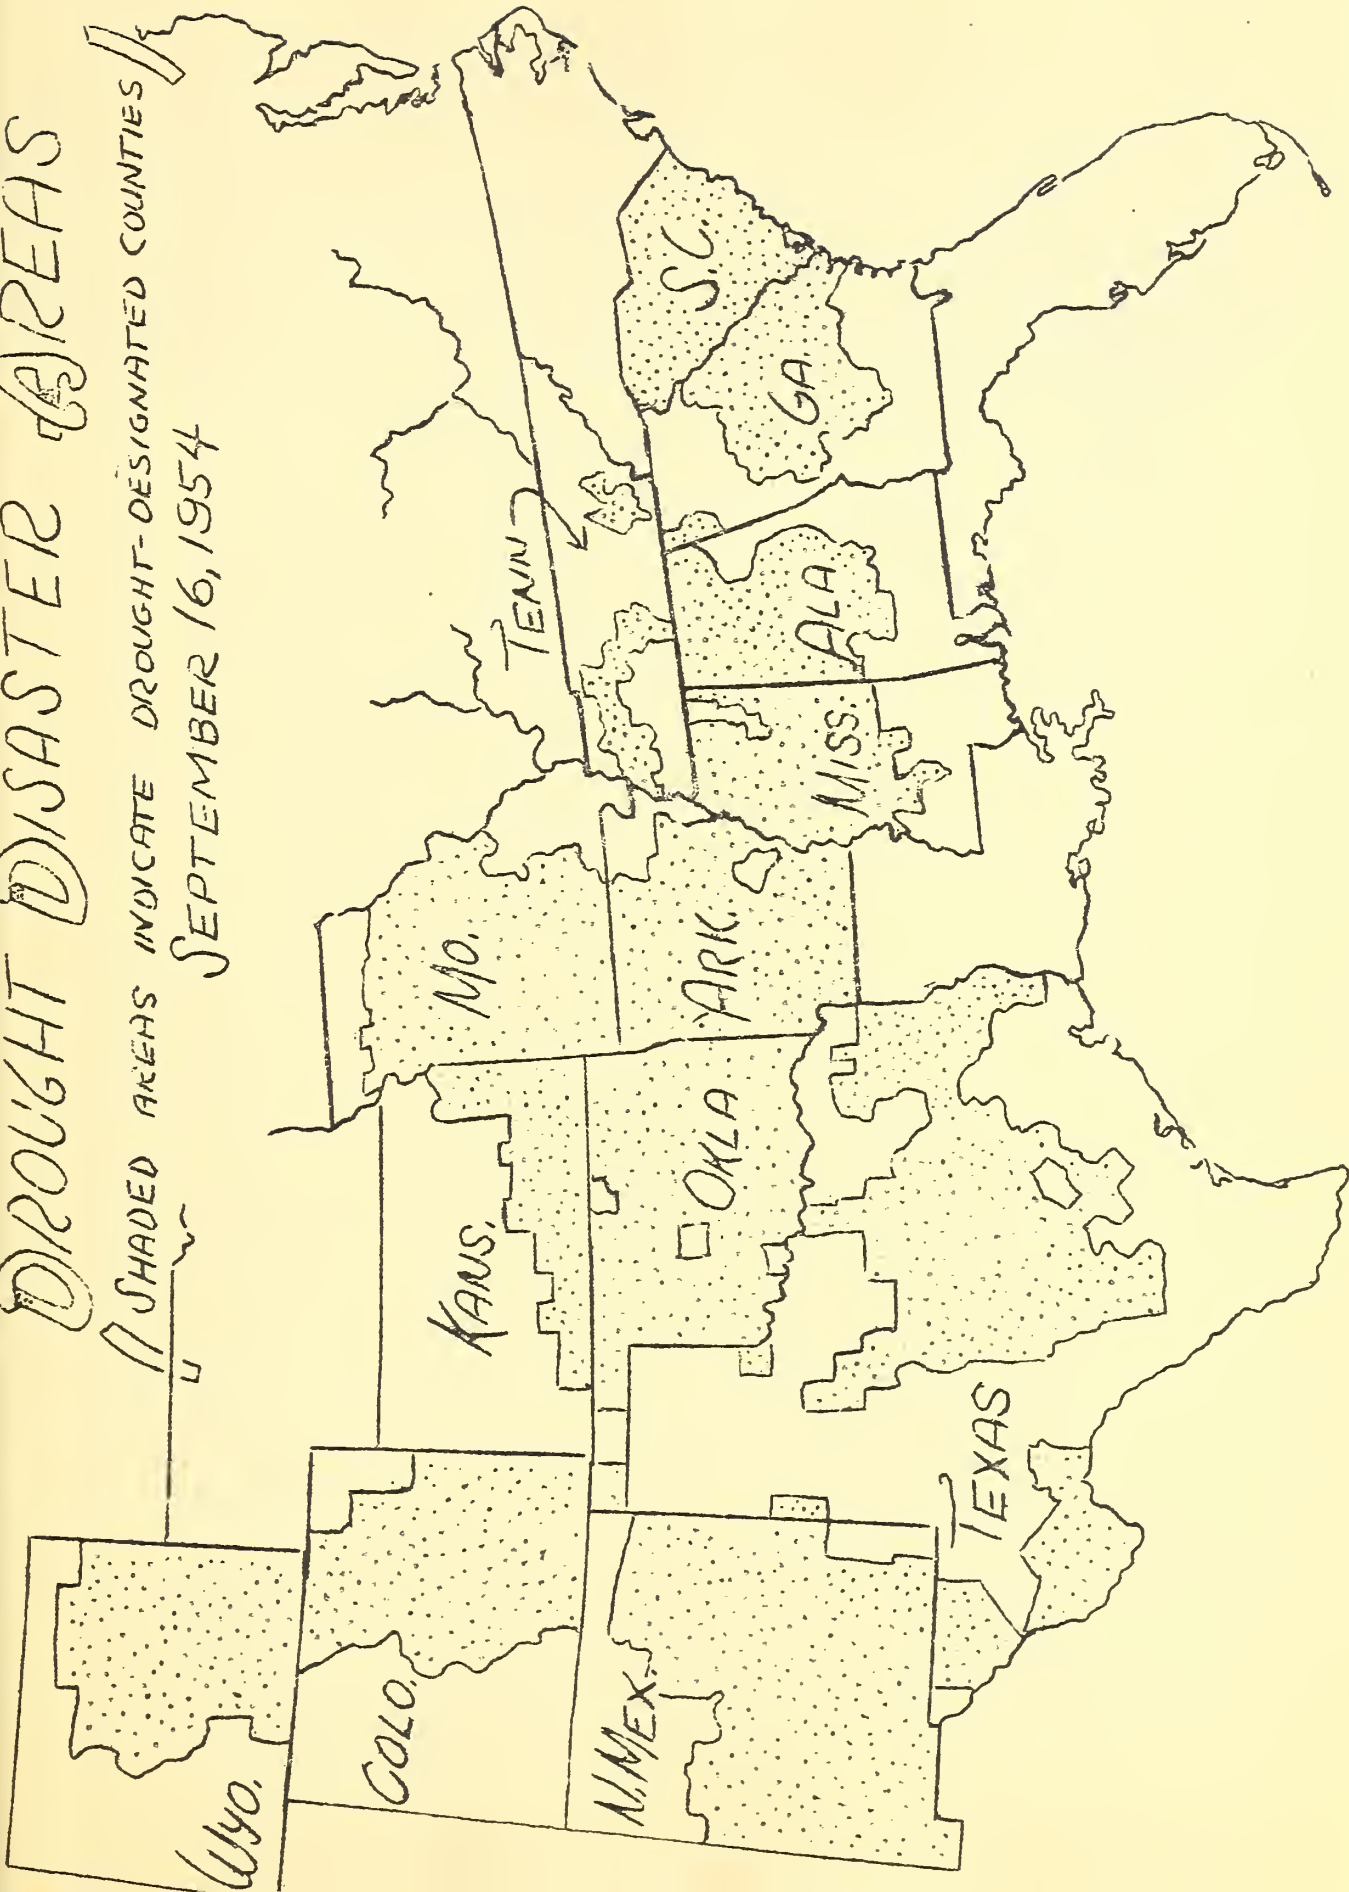 DROUGHT DISASTER AREAS
// SHADED AREAS INDICATE DROUGHT-DESIGNATED COUNTIES //
SEPTEMBER 16, 1954
WYO.
COLO.
N.MEX.
KANS.
OKLA
TEXAS
MO.
ARK.
TENN
MISS.
ALA
GA.
S.C.